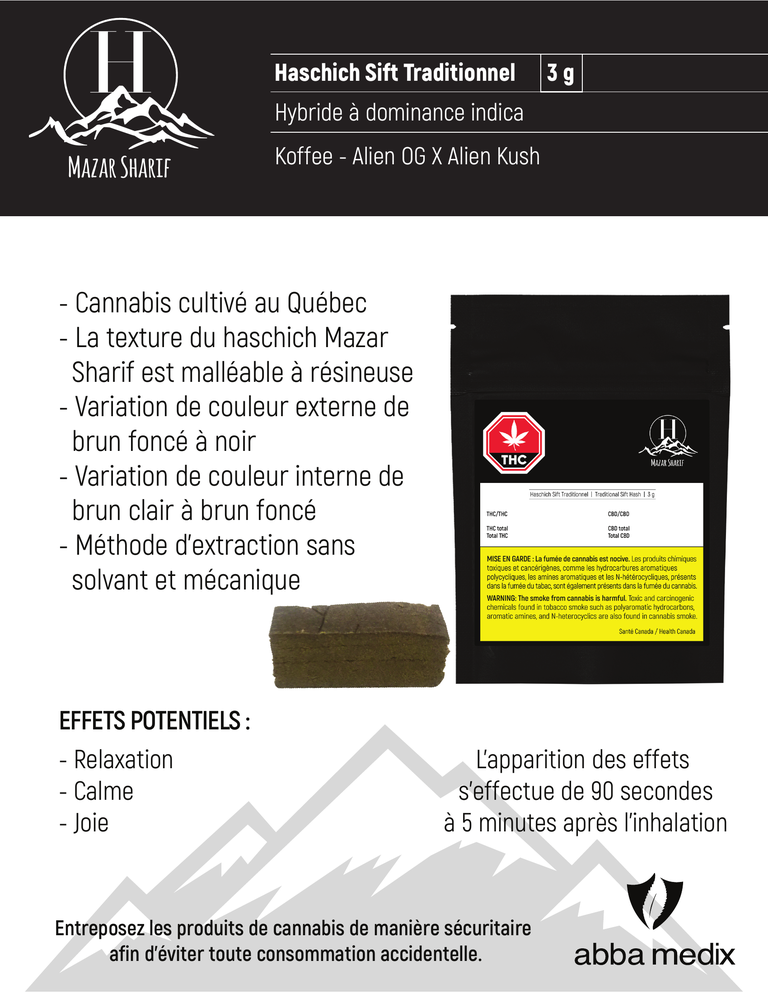 H
MAZAR SHARIF
Haschich Sift Traditionnel 3 g
Hybride à dominance indica
Koffee - Alien OG X Alien Kush
- Cannabis cultivé au Québec
- La texture du haschich Mazar
Sharif est malléable à résineuse
- Variation de couleur externe de
brun foncé à noir
- Variation de couleur interne de
brun clair à brun foncé
- Méthode d'extraction sans
solvant et mécanique
THC
H
MAZAR SHARIF
Haschich Sift Traditionnel | Traditional Sift Hash | 3 g
THC/THC CBD/CBD
THC total CBD total
Total THC Total CBD
MISE EN GARDE : La fumée de cannabis est nocive. Les produits chimiques
toxiques et cancérigènes, comme les hydrocarbures aromatiques
polycycliques, les amines aromatiques et les N-hétérocycliques, présents
dans la fumée du tabac, sont également présents dans la fumée du cannabis.
WARNING: The smoke from cannabis is harmful. Toxic and carcinogenic
chemicals found in tobacco smoke such as polyaromatic hydrocarbons,
aromatic amines, and N-heterocyclics are also found in cannabis smoke.
Santé Canada / Health Canada
EFFETS POTENTIELS :
- Relaxation
- Calme
- Joie
L'apparition des effets
s'effectue de 90 secondes
à 5 minutes après l'inhalation
Entreposez les produits de cannabis de manière sécuritaire
afin d'éviter toute consommation accidentelle.
abba medix